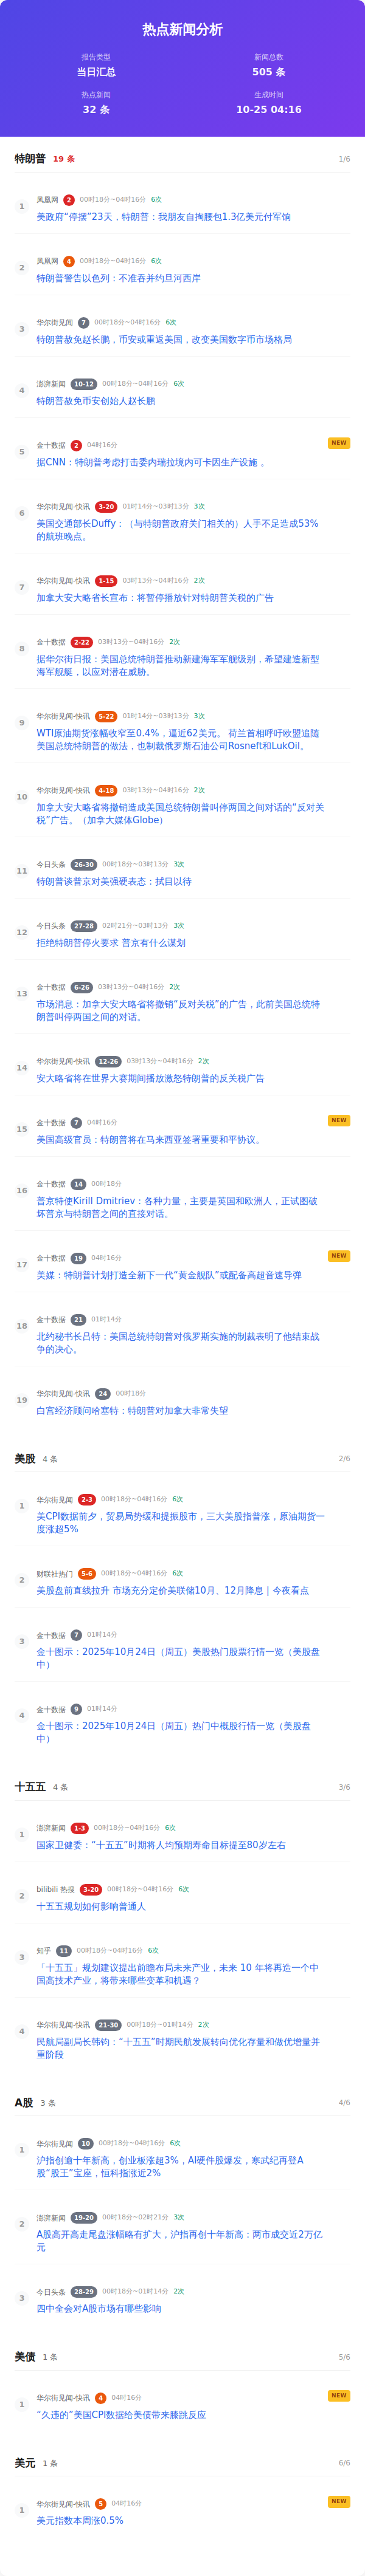 热点新闻分析
报告类型
当日汇总
新闻总数
505 条
热点新闻
32 条
生成时间
10-25 04:16
特朗普 19 条 1/6
1
凤凰网 2 00时18分~04时16分 6次
美政府“停摆”23天，特朗普：我朋友自掏腰包1.3亿美元付军饷
2
凤凰网 4 00时18分~04时16分 6次
特朗普警告以色列：不准吞并约旦河西岸
3
华尔街见闻 7 00时18分~04时16分 6次
特朗普赦免赵长鹏，币安或重返美国，改变美国数字币市场格局
4
澎湃新闻 10-12 00时18分~04时16分 6次
特朗普赦免币安创始人赵长鹏
5
金十数据 2 04时16分 NEW
据CNN：特朗普考虑打击委内瑞拉境内可卡因生产设施 。
6
华尔街见闻-快讯 3-20 01时14分~03时13分 3次
美国交通部长Duffy：（与特朗普政府关门相关的）人手不足造成53%
的航班晚点。
7
华尔街见闻-快讯 1-15 03时13分~04时16分 2次
加拿大安大略省长宣布：将暂停播放针对特朗普关税的广告
8
金十数据 2-22 03时13分~04时16分 2次
据华尔街日报：美国总统特朗普推动新建海军军舰级别，希望建造新型
海军舰艇，以应对潜在威胁。
9
华尔街见闻-快讯 5-22 01时14分~03时13分 3次
WTI原油期货涨幅收窄至0.4%，逼近62美元。 荷兰首相呼吁欧盟追随
美国总统特朗普的做法，也制裁俄罗斯石油公司Rosneft和LukOil。
10
华尔街见闻-快讯 4-18 03时13分~04时16分 2次
加拿大安大略省将撤销造成美国总统特朗普叫停两国之间对话的“反对关
税”广告。（加拿大媒体Globe）
11
今日头条 26-30 00时18分~03时13分 3次
特朗普谈普京对美强硬表态：拭目以待
12
今日头条 27-28 02时21分~03时13分 3次
拒绝特朗普停火要求 普京有什么谋划
13
金十数据 6-26 03时13分~04时16分 2次
市场消息：加拿大安大略省将撤销“反对关税”的广告，此前美国总统特
朗普叫停两国之间的对话。
14
华尔街见闻-快讯 12-26 03时13分~04时16分 2次
安大略省将在世界大赛期间播放激怒特朗普的反关税广告
15
金十数据 7 04时16分 NEW
美国高级官员：特朗普将在马来西亚签署重要和平协议。
16
金十数据 14 00时18分
普京特使Kirill Dmitriev：各种力量，主要是英国和欧洲人，正试图破
坏普京与特朗普之间的直接对话。
17
金十数据 19 04时16分 NEW
美媒：特朗普计划打造全新下一代“黄金舰队”或配备高超音速导弹
18
金十数据 21 01时14分
北约秘书长吕特：美国总统特朗普对俄罗斯实施的制裁表明了他结束战
争的决心。
19
华尔街见闻-快讯 24 00时18分
白宫经济顾问哈塞特：特朗普对加拿大非常失望
美股 4 条 2/6
1
华尔街见闻 2-3 00时18分~04时16分 6次
美CPI数据前夕，贸易局势缓和提振股市，三大美股指普涨，原油期货一
度涨超5%
2
财联社热门 5-6 00时18分~04时16分 6次
美股盘前直线拉升 市场充分定价美联储10月、12月降息 | 今夜看点
3
金十数据 7 01时14分
金十图示：2025年10月24日（周五）美股热门股票行情一览（美股盘
中）
4
金十数据 9 01时14分
金十图示：2025年10月24日（周五）热门中概股行情一览（美股盘
中）
十五五 4 条 3/6
1
澎湃新闻 1-3 00时18分~04时16分 6次
国家卫健委：“十五五”时期将人均预期寿命目标提至80岁左右
2
bilibili 热搜 3-20 00时18分~04时16分 6次
十五五规划如何影响普通人
3
知乎 11 00时18分~04时16分 6次
「十五五」规划建议提出前瞻布局未来产业，未来 10 年将再造一个中
国高技术产业，将带来哪些变革和机遇？
4
华尔街见闻-快讯 21-30 00时18分~01时14分 2次
民航局副局长韩钧：“十五五”时期民航发展转向优化存量和做优增量并
重阶段
A股 3 条 4/6
1
华尔街见闻 10 00时18分~04时16分 6次
沪指创逾十年新高，创业板涨超3%，AI硬件股爆发，寒武纪再登A
股“股王”宝座，恒科指涨近2%
2
澎湃新闻 19-20 00时18分~02时21分 3次
A股高开高走尾盘涨幅略有扩大，沪指再创十年新高：两市成交近2万亿
元
3
今日头条 28-29 00时18分~01时14分 2次
四中全会对A股市场有哪些影响
美债 1 条 5/6
1
华尔街见闻-快讯 4 04时16分 NEW
“久违的”美国CPI数据给美债带来膝跳反应
美元 1 条 6/6
1
华尔街见闻-快讯 5 04时16分 NEW
美元指数本周涨0.5%